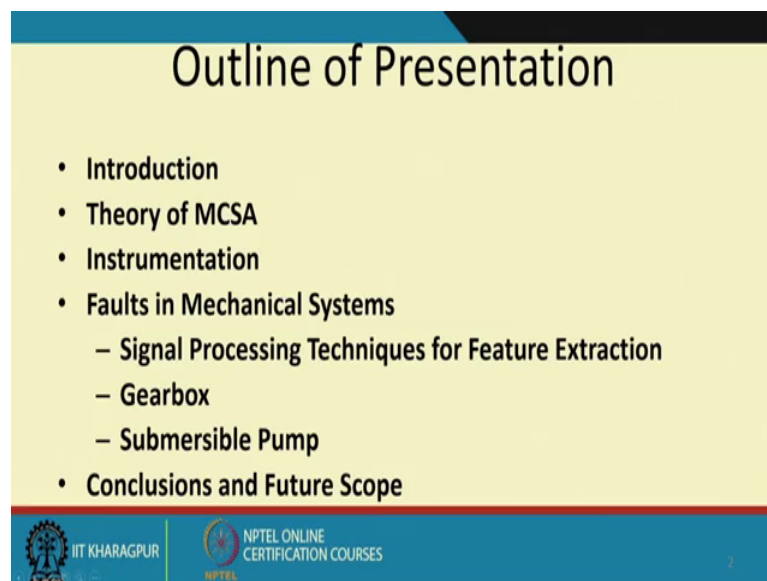 Outline of Presentation
• Introduction
• Theory of MCSA
• Instrumentation
• Faults in Mechanical Systems
– Signal Processing Techniques for Feature Extraction
– Gearbox
– Submersible Pump
• Conclusions and Future Scope
IIT KHARAGPUR
NPTEL ONLINE
CERTIFICATION COURSES
NPTEL
2